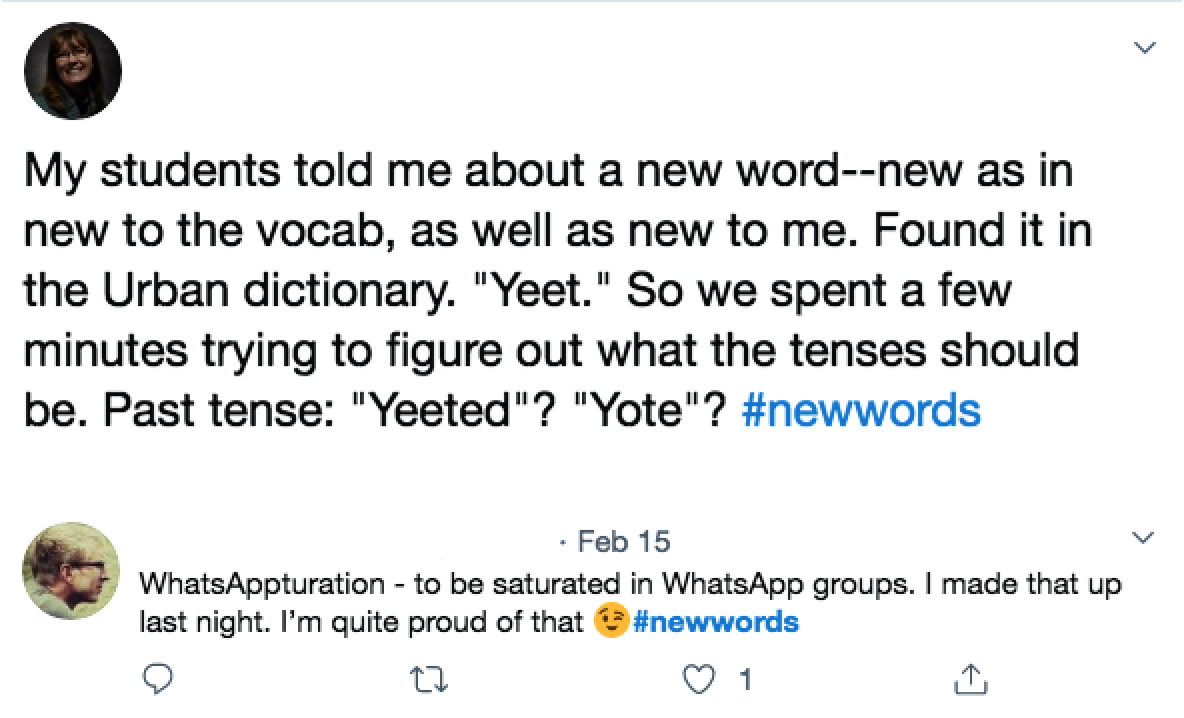 My students told me about a new word--new as in
new to the vocab, as well as new to me. Found it in
the Urban dictionary. "Yeet." So we spent a few
minutes trying to figure out what the tenses should
be. Past tense: "Yeeted"? "Yote"? #newwords
· Feb 15
WhatsAppturation - to be saturated in WhatsApp groups. I made that up
last night. I’m quite proud of that 😉#newwords
1